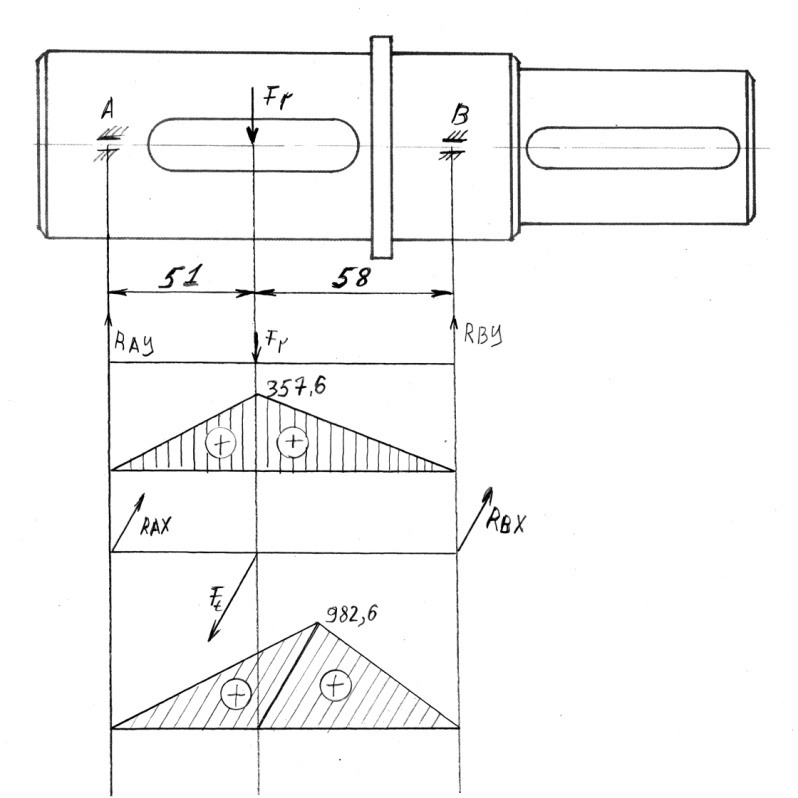 A
Fr
B
51
58
RAY
Fr
RBY
357,6
+
+
RAX
RBX
Ft
982,6
+
+